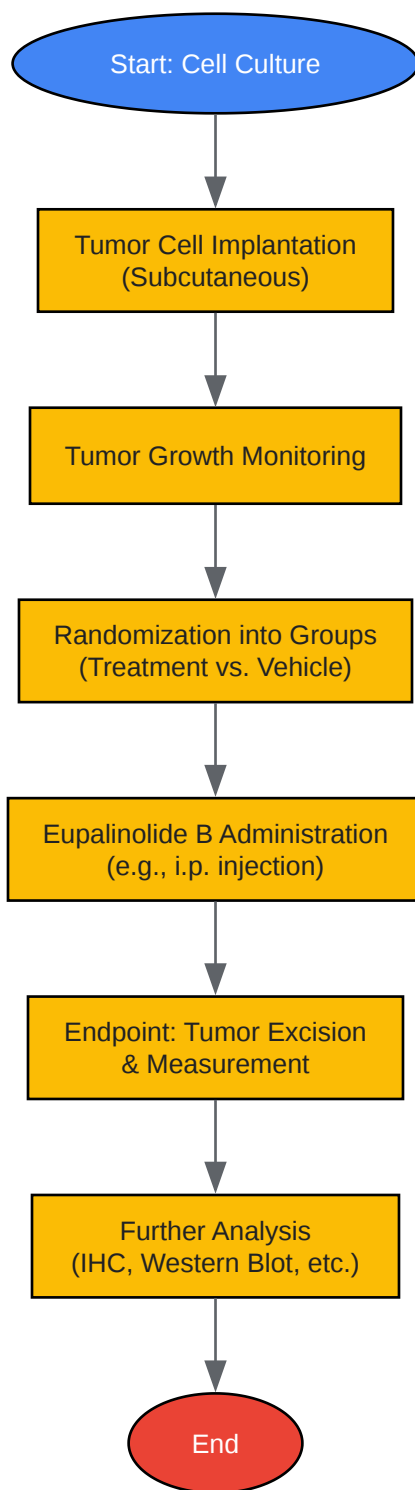 Start: Cell Culture
Tumor Cell Implantation
(Subcutaneous)
Tumor Growth Monitoring
Randomization into Groups
(Treatment vs. Vehicle)
Eupalinolide B Administration
(e.g., i.p. injection)
Endpoint: Tumor Excision
& Measurement
Further Analysis
(IHC, Western Blot, etc.)
End